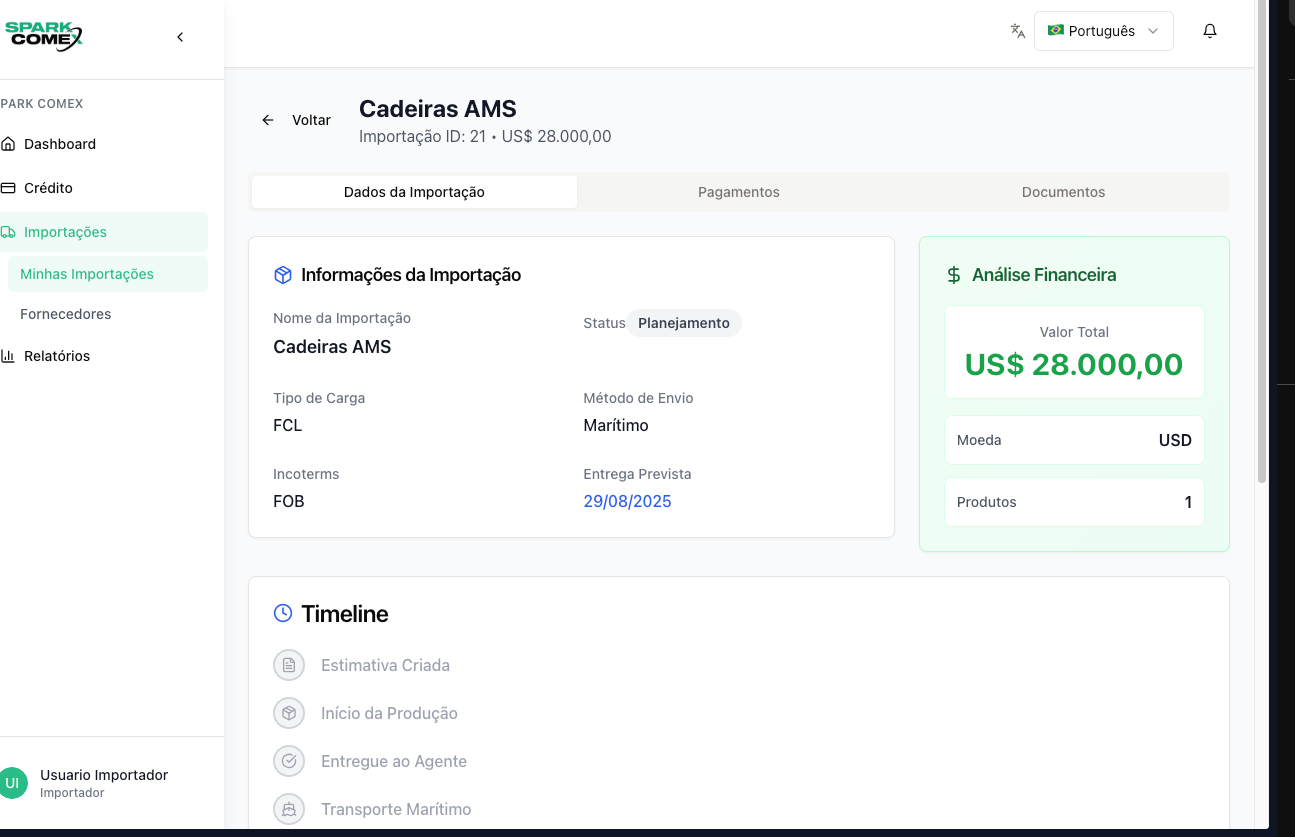 SPARK
COMEX
Português
PARK COMEX
Dashboard
Crédito
Importações
Minhas Importações
Fornecedores
Relatórios
Usuario Importador
UI
Importador
Voltar
Cadeiras AMS
Importação ID: 21 • US$ 28.000,00
Dados da Importação
Pagamentos
Documentos
Informações da Importação
Nome da Importação
Cadeiras AMS
Status
Planejamento
Tipo de Carga
FCL
Método de Envio
Marítimo
Incoterms
FOB
Entrega Prevista
29/08/2025
Análise Financeira
Valor Total
US$ 28.000,00
Moeda
USD
Produtos
1
Timeline
Estimativa Criada
Início da Produção
Entregue ao Agente
Transporte Marítimo